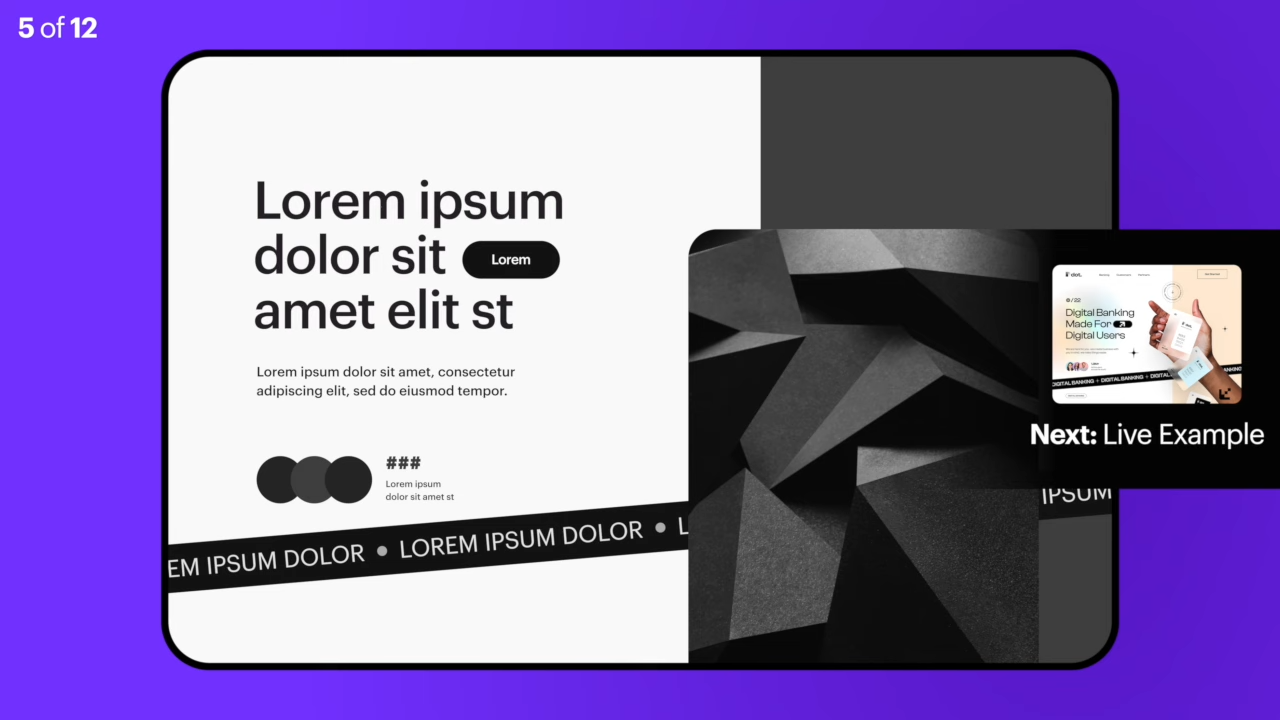 5 of 12
Lorem ipsum
dolor sit Lorem
amet elit st
Lorem ipsum dolor sit amet, consectetur
adipiscing elit, sed do eiusmod tempor.
###
Lorem ipsum
dolor sit amet st
EM IPSUM DOLOR • LOREM IPSUM DOLOR • L
IPSUM
dot.
Digital Banking
Made For
Digital Users
DIGITAL BANKING + DIGITAL BANKING + DIGITAL
Next: Live Example